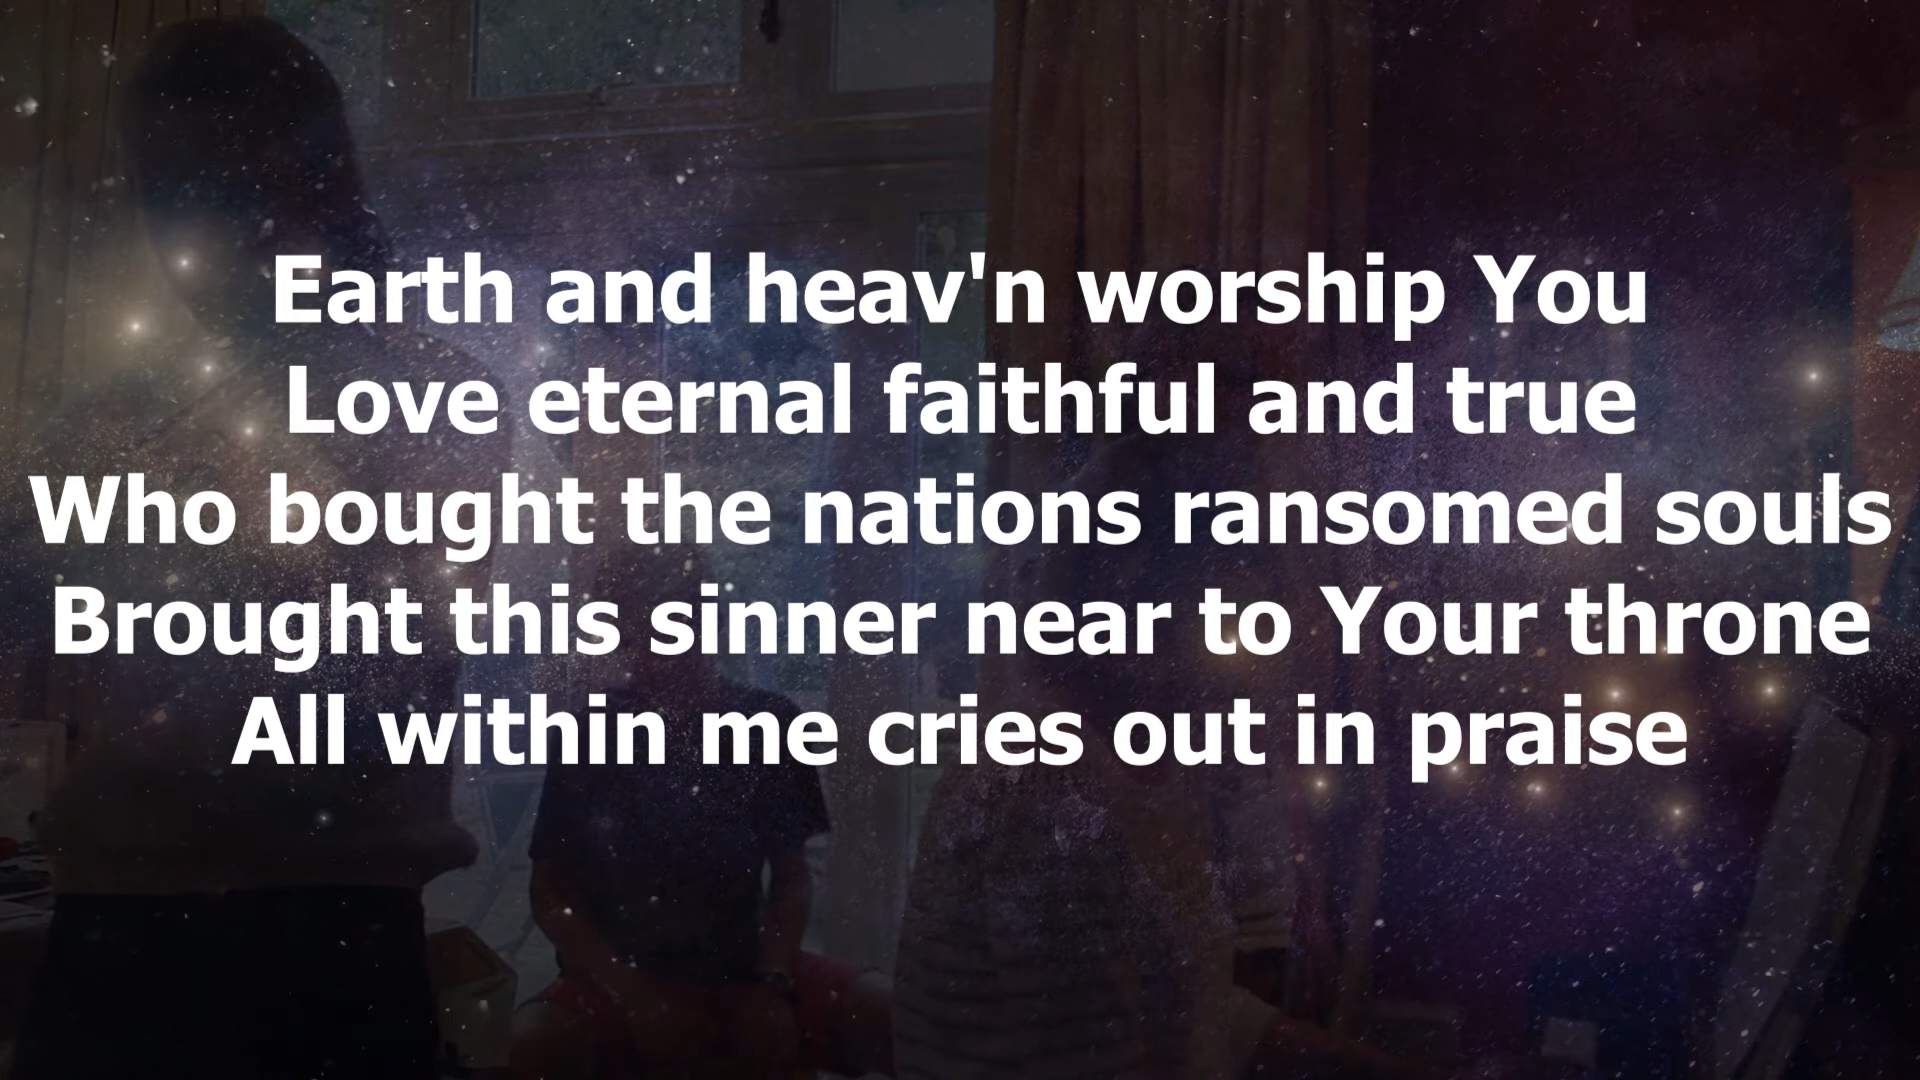 Earth and heav'n worship You
Love eternal faithful and true
Who bought the nations ransomed souls
Brought this sinner near to Your throne
All within me cries out in praise